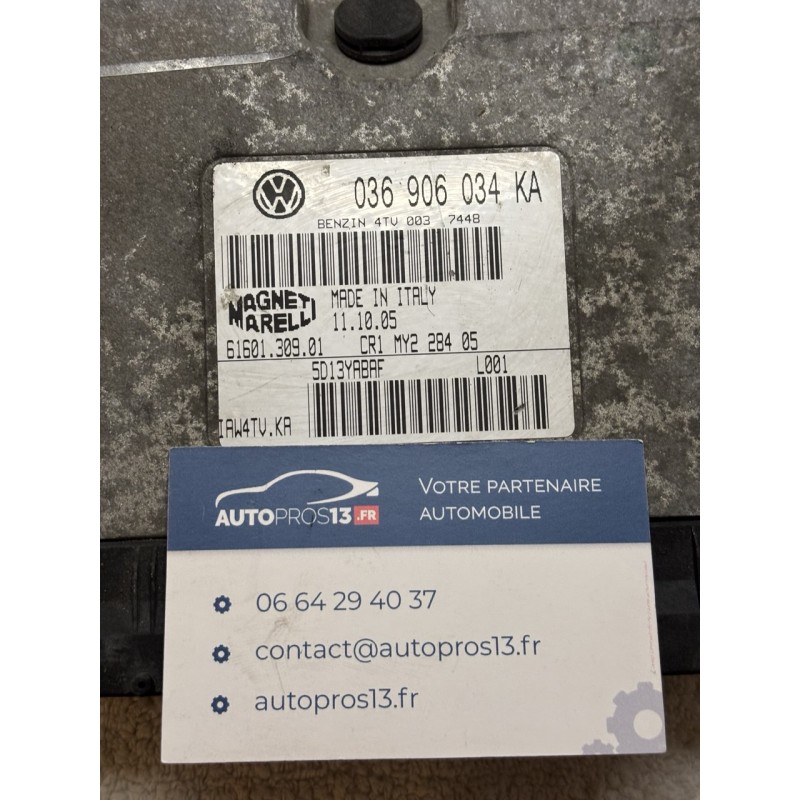 036 906 034 KA
BENZIN 4TV 003 7448
MAGNETI
MARELLI
MADE IN ITALY
11.10.05
61601.309.01 CR1 MY2 284 05
5D13YABAF L001
IAW4TV.KA
AUTOPROS13.FR
VOTRE PARTENAIRE
AUTOMOBILE
06 64 29 40 37
contact@autopros13.fr
autopros13.fr